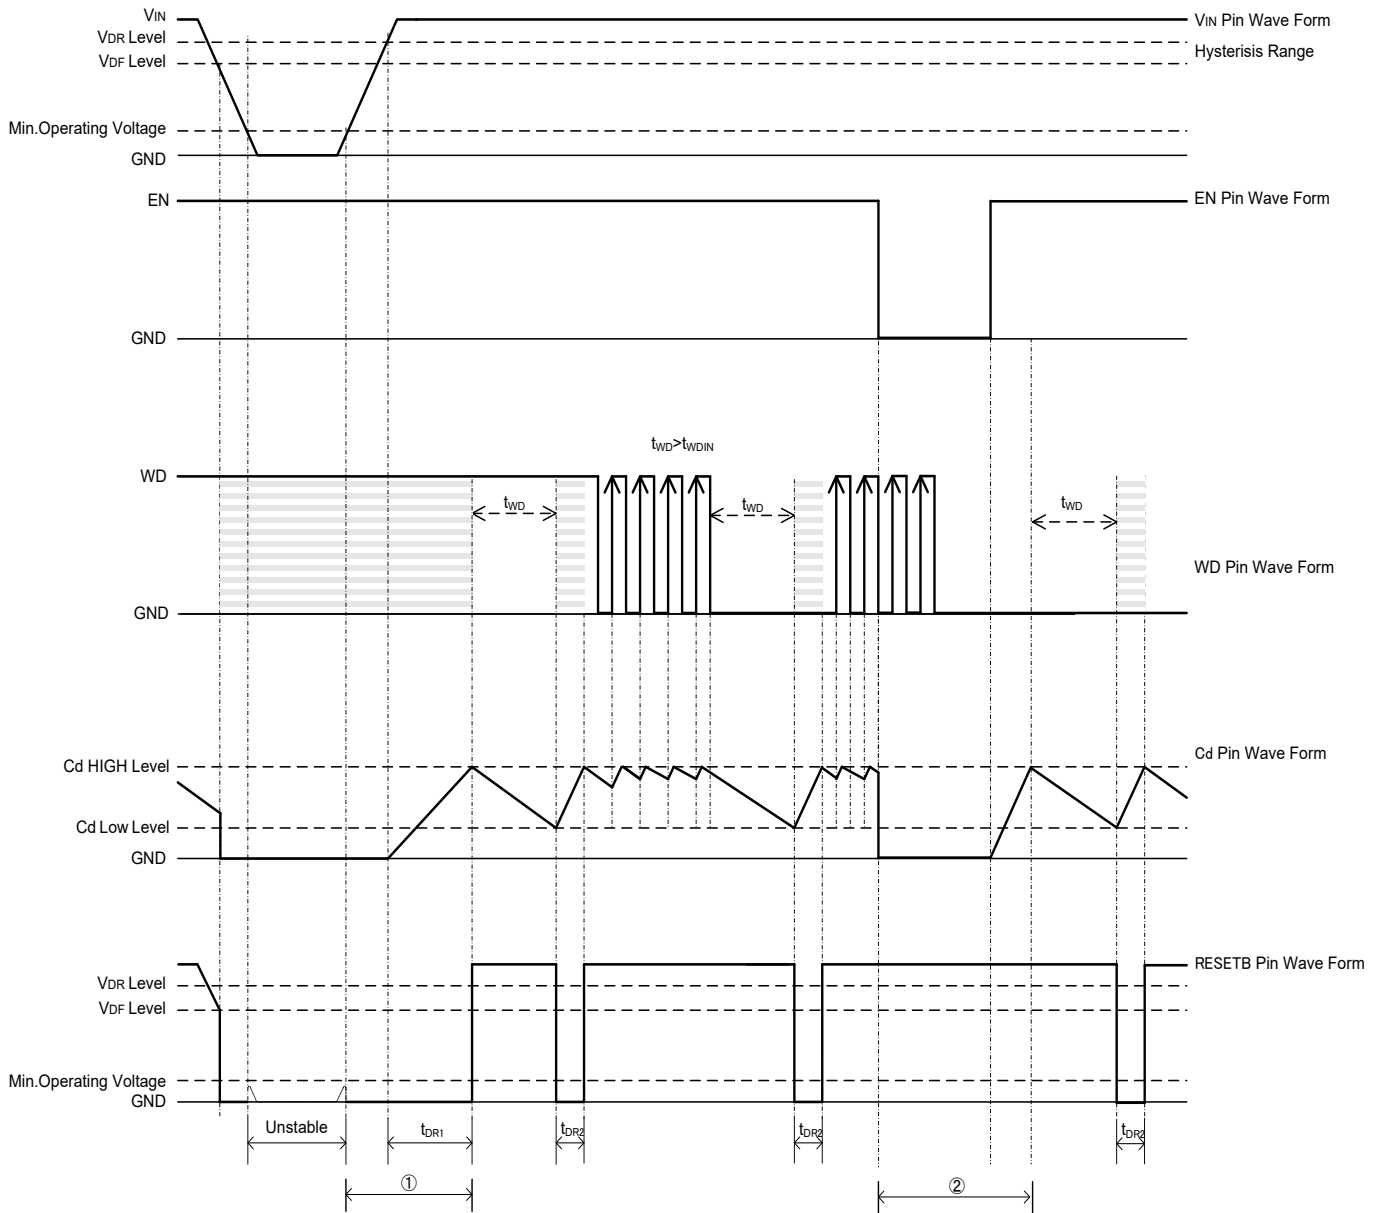 VIN
VIN Pin Wave Form
VDR Level
Hysterisis Range
VDF Level
Min.Operating Voltage
GND
EN
EN Pin Wave Form
GND
tWD>tWDIN
WD
tWD
tWD
tWD
WD Pin Wave Form
GND
Cd Pin Wave Form
Cd HIGH Level
Cd Low Level
GND
RESETB Pin Wave Form
VDR Level
VDF Level
Min.Operating Voltage
GND
Unstable
tDR1
tDR2
tDR2
tDR2
①
②